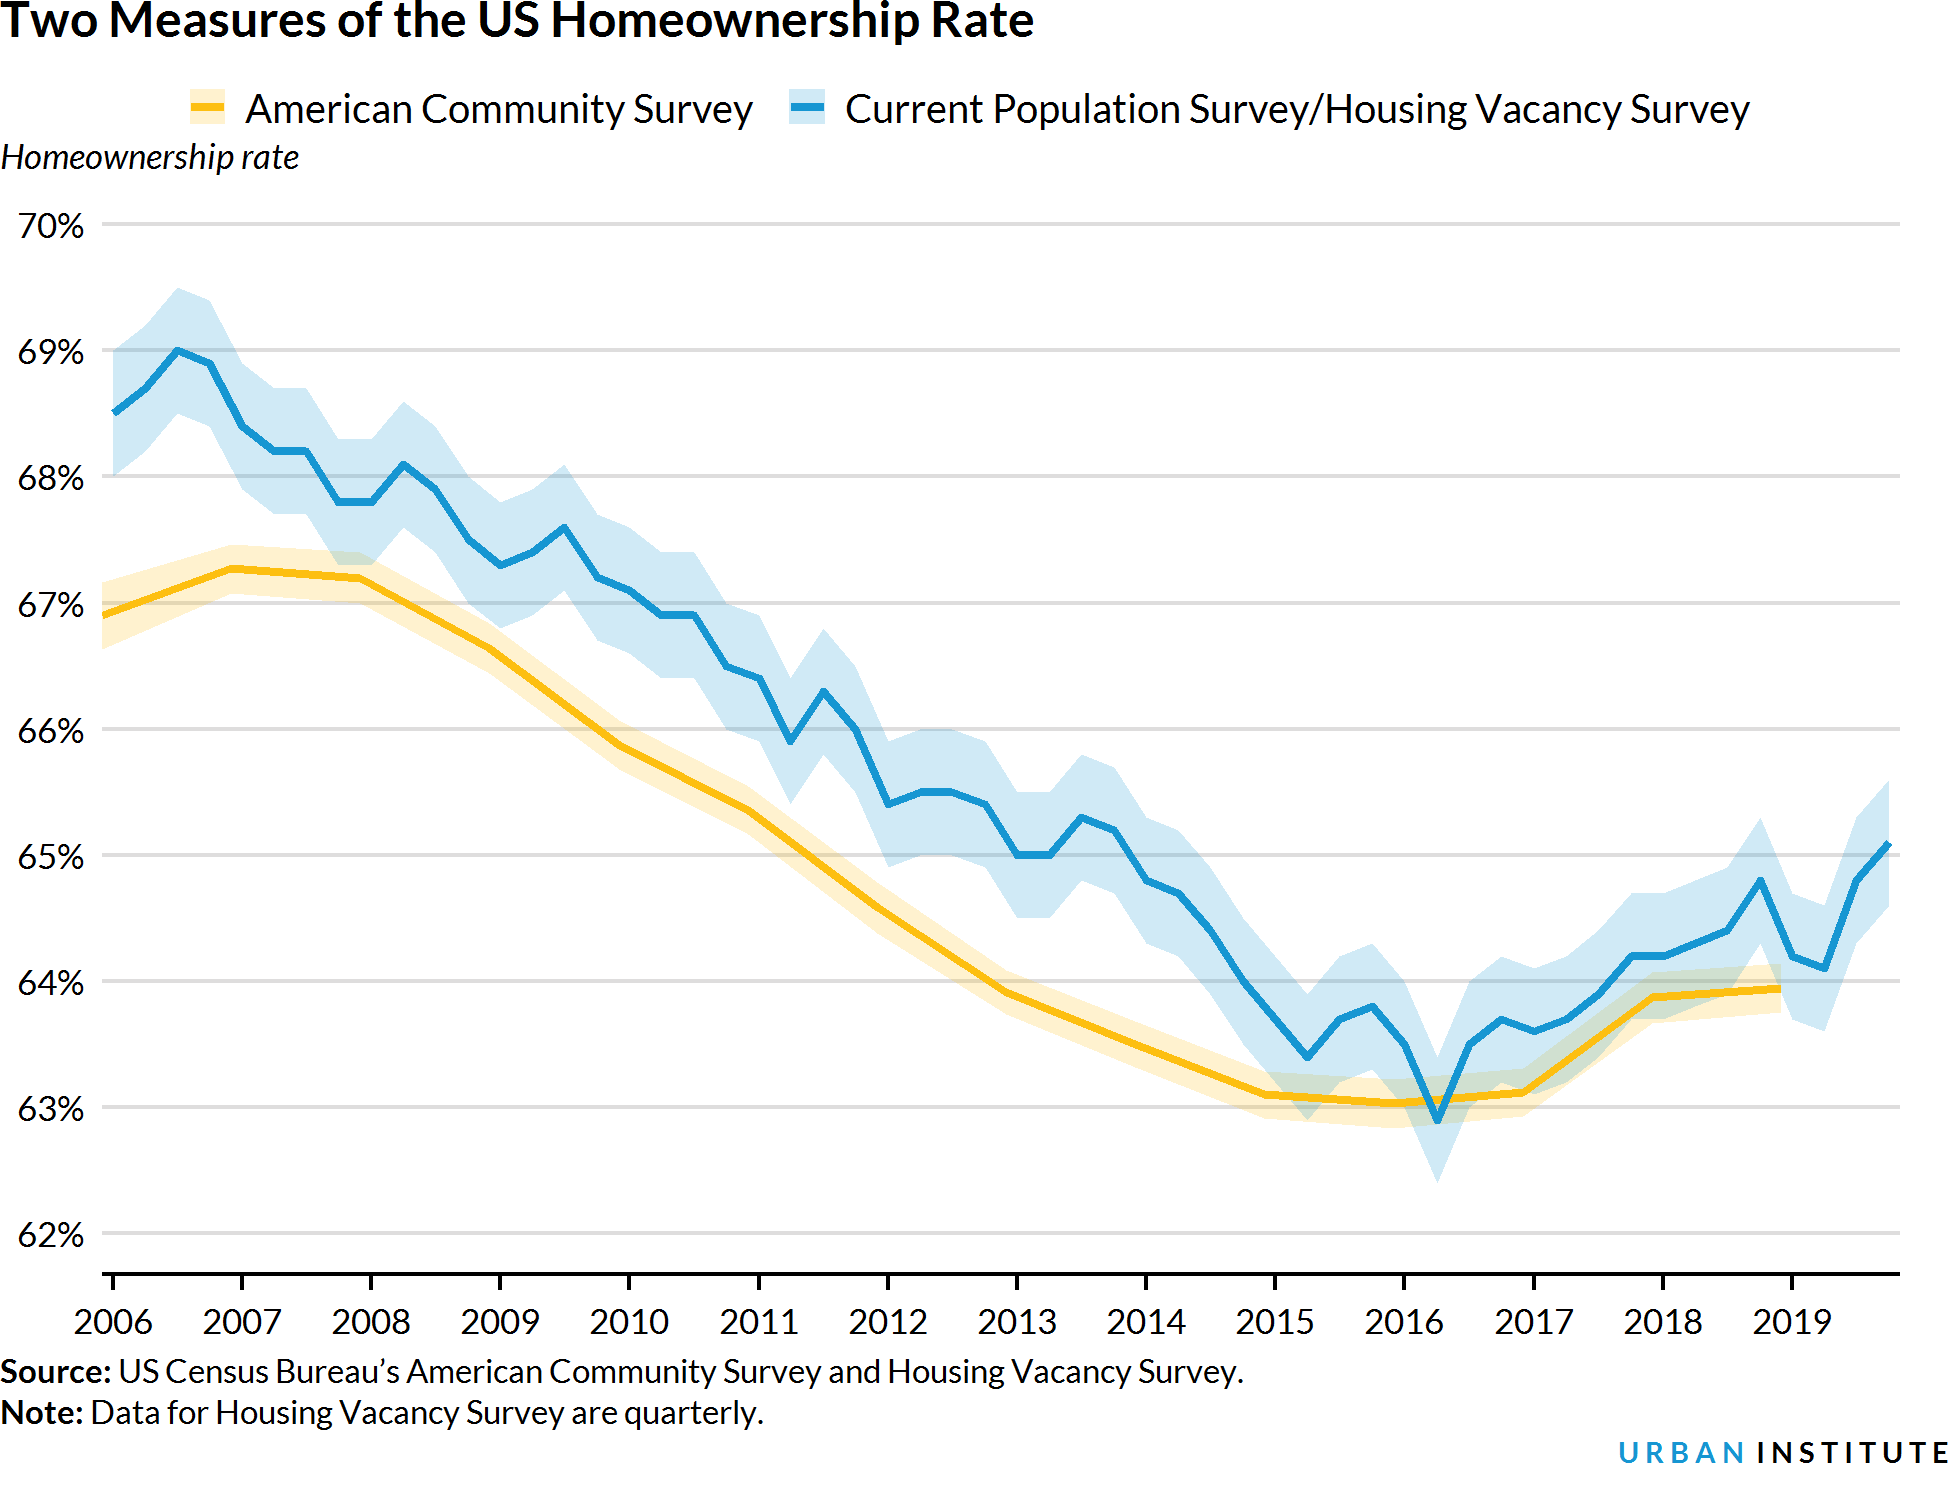 Two Measures of the US Homeownership Rate
American Community Survey Current Population Survey/Housing Vacancy Survey
Homeownership rate
70%
69%
68%
67%
66%
65%
64%
63%
62%
2006 2007 2008 2009 2010 2011 2012 2013 2014 2015 2016 2017 2018 2019
Source: US Census Bureau’s American Community Survey and Housing Vacancy Survey.
Note: Data for Housing Vacancy Survey are quarterly.
URBAN INSTITUTE